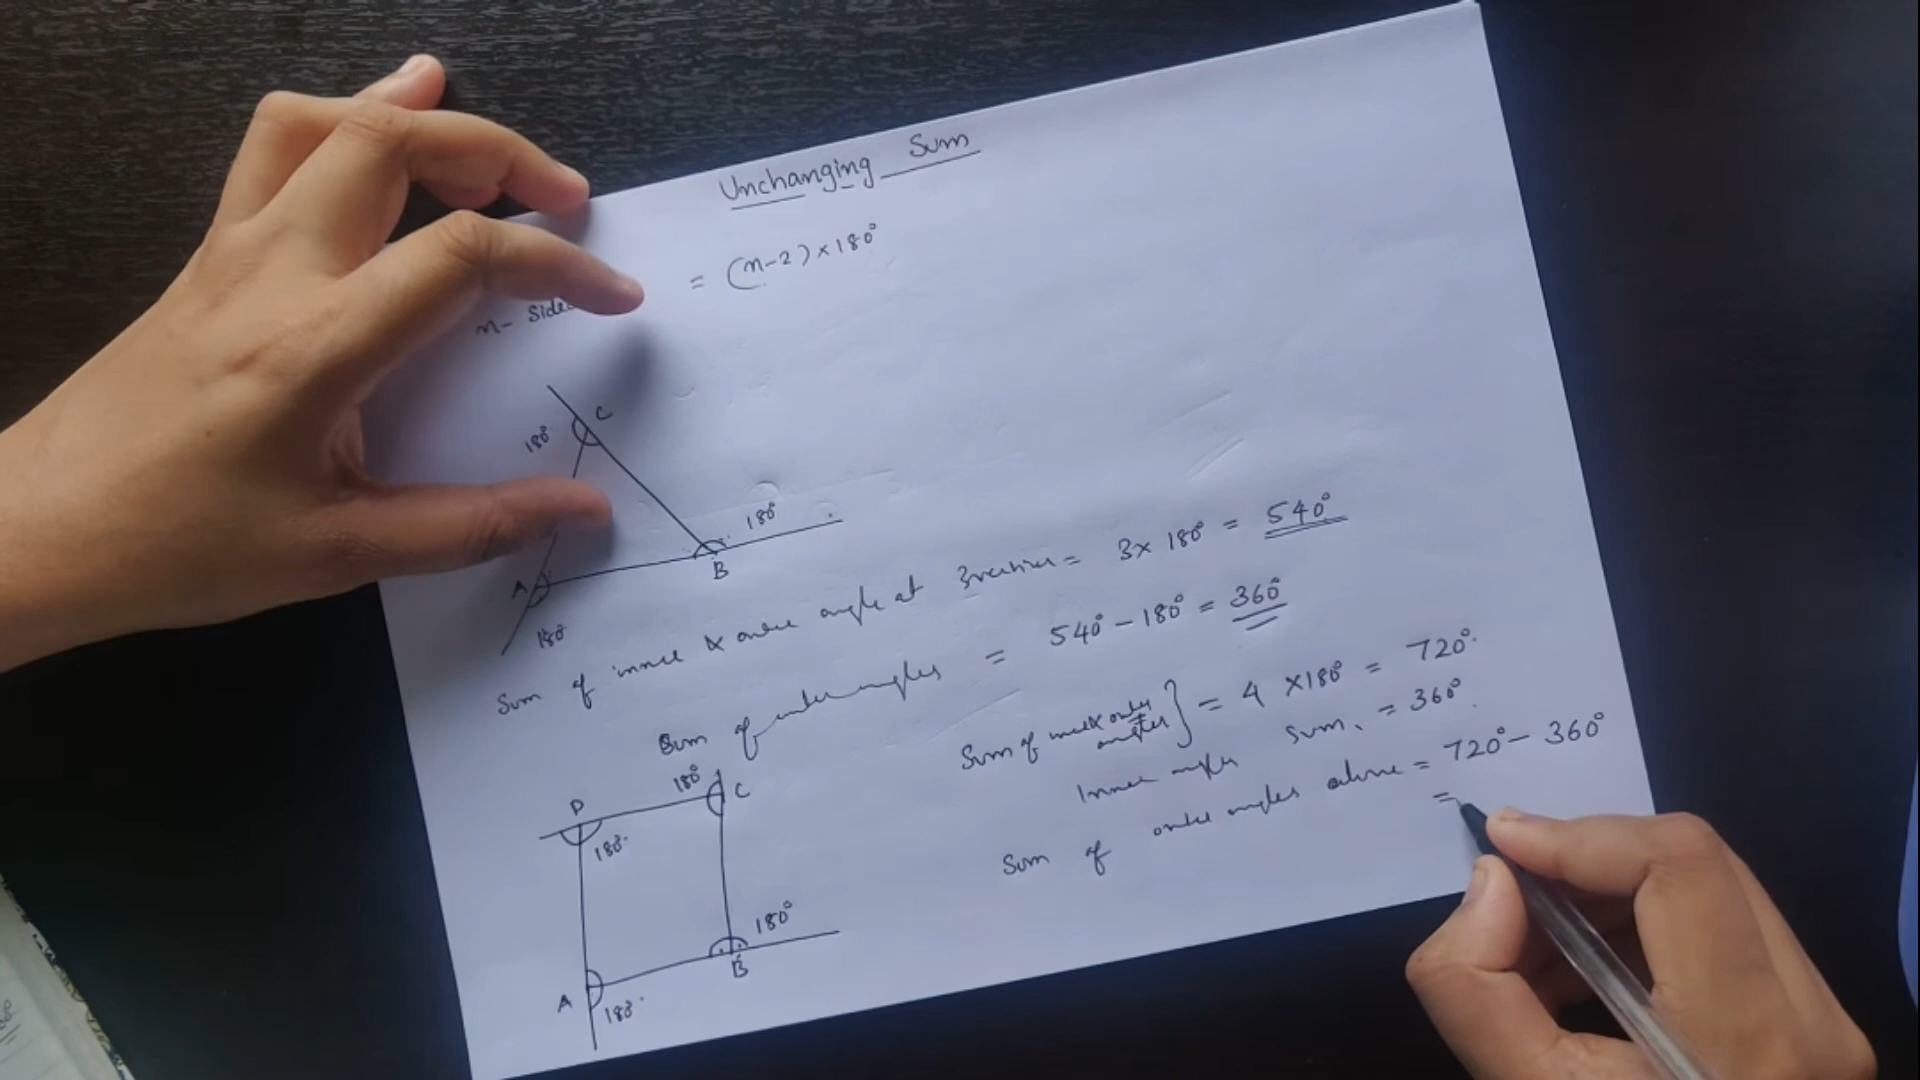 Unchanging Sum
n- Side = (n-2) × 180°
C
180°
180°
A
B
180°
Sum of inner & outer angle at 3 vertices = 3 × 180° = 540°
Sum of outer angles = 540° - 180° = 360°
Sum of inner & outer angles } = 4 × 180° = 720°
Inner angles sum = 360°
Sum of outer angles alone = 720° - 360°
=
180°
D
C
180°
180°
B
A
180°